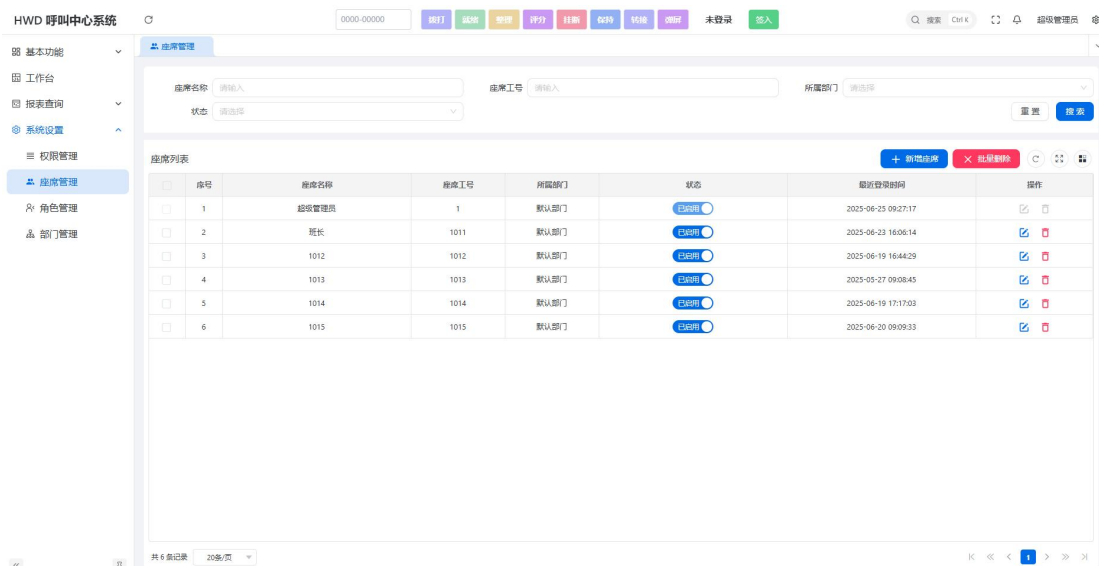 HWD 呼叫中心系统
0000-00000 拨打 就绪 整理 评分 挂断 保持 转接 咨询 未登录 签入
搜索 Ctrl K 超级管理员
基本功能
工作台
报表查询
系统设置
权限管理
座席管理
角色管理
部门管理
座席管理
座席名称 请输入 座席工号 请输入 所属部门 请选择
状态 请选择 重置 搜索
座席列表 新增座席 批量删除
序号 座席名称 座席工号 所属部门 状态 最近登录时间 操作
1 超级管理员 1 默认部门 已启用 2025-06-25 09:27:17
2 班长 1011 默认部门 已启用 2025-06-23 16:06:14
3 1012 1012 默认部门 已启用 2025-06-19 16:44:29
4 1013 1013 默认部门 已启用 2025-05-27 09:08:45
5 1014 1014 默认部门 已启用 2025-06-19 17:17:03
6 1015 1015 默认部门 已启用 2025-06-20 09:09:33
共 6 条记录 20条/页 1